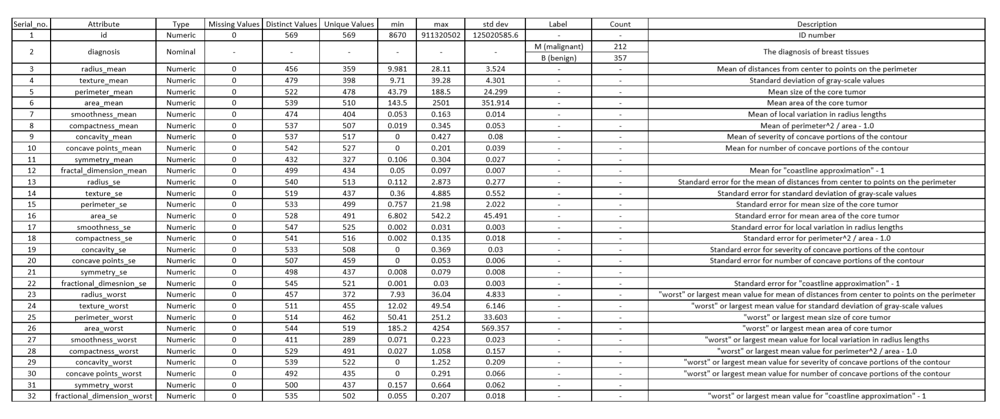 Serial_no. Attribute Type Missing Values Distinct Values Unique Values min max std dev Label Count Description
1 id Numeric 0 569 569 8670 911320502 125020585.6 - - ID number
2 diagnosis Nominal - - - - - - M (malignant) 212 The diagnosis of breast tissues
B (benign) 357
3 radius_mean Numeric 0 456 359 9.981 28.11 3.524 - - Mean of distances from center to points on the perimeter
4 texture_mean Numeric 0 479 398 9.71 39.28 4.301 - - Standard deviation of gray-scale values
5 perimeter_mean Numeric 0 522 478 43.79 188.5 24.299 - - Mean size of the core tumor
6 area_mean Numeric 0 539 510 143.5 2501 351.914 - - Mean area of the core tumor
7 smoothness_mean Numeric 0 474 404 0.053 0.163 0.014 - - Mean of local variation in radius lengths
8 compactness_mean Numeric 0 537 507 0.019 0.345 0.053 - - Mean of perimeter^2 / area - 1.0
9 concavity_mean Numeric 0 537 517 0 0.427 0.08 - - Mean of severity of concave portions of the contour
10 concave points_mean Numeric 0 542 527 0 0.201 0.039 - - Mean for number of concave portions of the contour
11 symmetry_mean Numeric 0 432 327 0.106 0.304 0.027 - -
12 fractal_dimension_mean Numeric 0 499 434 0.05 0.097 0.007 - - Mean for "coastline approximation" - 1
13 radius_se Numeric 0 540 513 0.112 2.873 0.277 - - Standard error for the mean of distances from center to points on the perimeter
14 texture_se Numeric 0 519 437 0.36 4.885 0.552 - - Standard error for standard deviation of gray-scale values
15 perimeter_se Numeric 0 533 499 0.757 21.98 2.022 - - Standard error for mean size of the core tumor
16 area_se Numeric 0 528 491 6.802 542.2 45.491 - - Standard error for mean area of the core tumor
17 smoothness_se Numeric 0 547 525 0.002 0.031 0.003 - - Standard error for local variation in radius lengths
18 compactness_se Numeric 0 541 516 0.002 0.135 0.018 - - Standard error for perimeter^2 / area - 1.0
19 concavity_se Numeric 0 533 508 0 0.369 0.03 - - Standard error for severity of concave portions of the contour
20 concave points_se Numeric 0 507 459 0 0.053 0.006 - - Standard error for number of concave portions of the contour
21 symmetry_se Numeric 0 498 437 0.008 0.079 0.008 - -
22 fractional_dimesnion_se Numeric 0 545 521 0.001 0.03 0.003 - - Standard error for "coastline approximation" - 1
23 radius_worst Numeric 0 457 372 7.93 36.04 4.833 - - "worst" or largest mean value for mean of distances from center to points on the perimeter
24 texture_worst Numeric 0 511 455 12.02 49.54 6.146 - - "worst" or largest mean value for standard deviation of gray-scale values
25 perimeter_worst Numeric 0 514 462 50.41 251.2 33.603 - - "worst" or largest mean size of core tumor
26 area_worst Numeric 0 544 519 185.2 4254 569.357 - - "worst" or largest mean area of core tumor
27 smoothness_worst Numeric 0 411 289 0.071 0.223 0.023 - - "worst" or largest mean value for local variation in radius lengths
28 compactness_worst Numeric 0 529 491 0.027 1.058 0.157 - - "worst" or largest mean value for perimeter^2 / area - 1.0
29 concavity_worst Numeric 0 539 522 0 1.252 0.209 - - "worst" or largest mean value for severity of concave portions of the contour
30 concave points_worst Numeric 0 492 435 0 0.291 0.066 - - "worst" or largest mean value for number of concave portions of the contour
31 symmetry_worst Numeric 0 500 437 0.157 0.664 0.062 - -
32 fractional_dimension_worst Numeric 0 535 502 0.055 0.207 0.018 - - "worst" or largest mean value for "coastline approximation" - 1